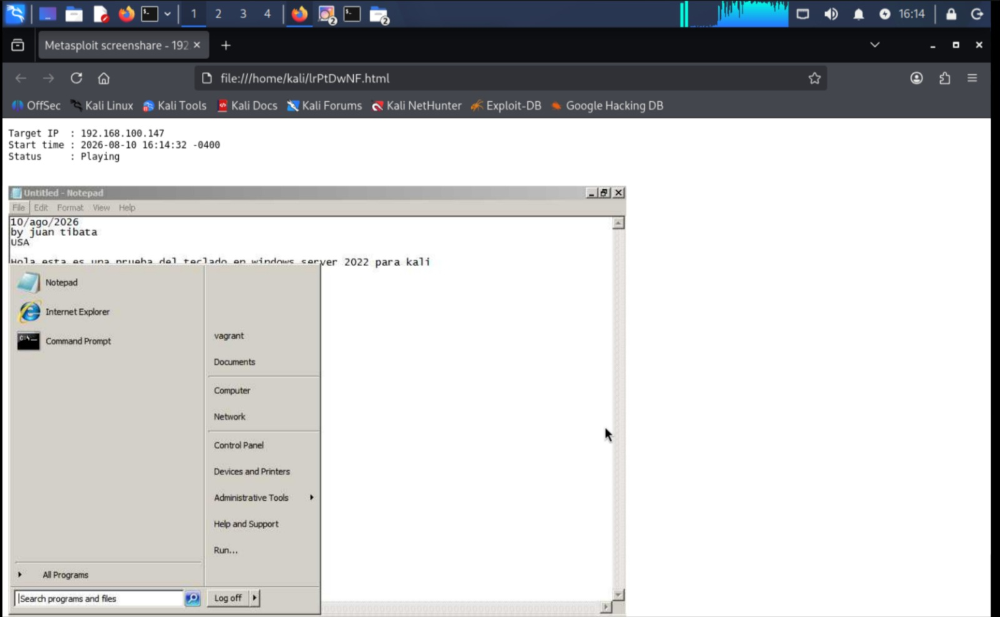 1 2 3 4
2
2
16:14
Metasploit screenshare - 192
file:///home/kali/lrPtDwNF.html
OffSec Kali Linux Kali Tools Kali Docs Kali Forums Kali NetHunter Exploit-DB Google Hacking DB
Target IP : 192.168.100.147
Start time : 2026-08-10 16:14:32 -0400
Status : Playing
Untitled - Notepad
File Edit Format View Help
10/ago/2026
by juan tibata
USA
Hola esta es una prueba del teclado en windows server 2022 para kali
Notepad
Internet Explorer
Command Prompt
All Programs
Search programs and files
vagrant
Documents
Computer
Network
Control Panel
Devices and Printers
Administrative Tools
Help and Support
Run...
Log off